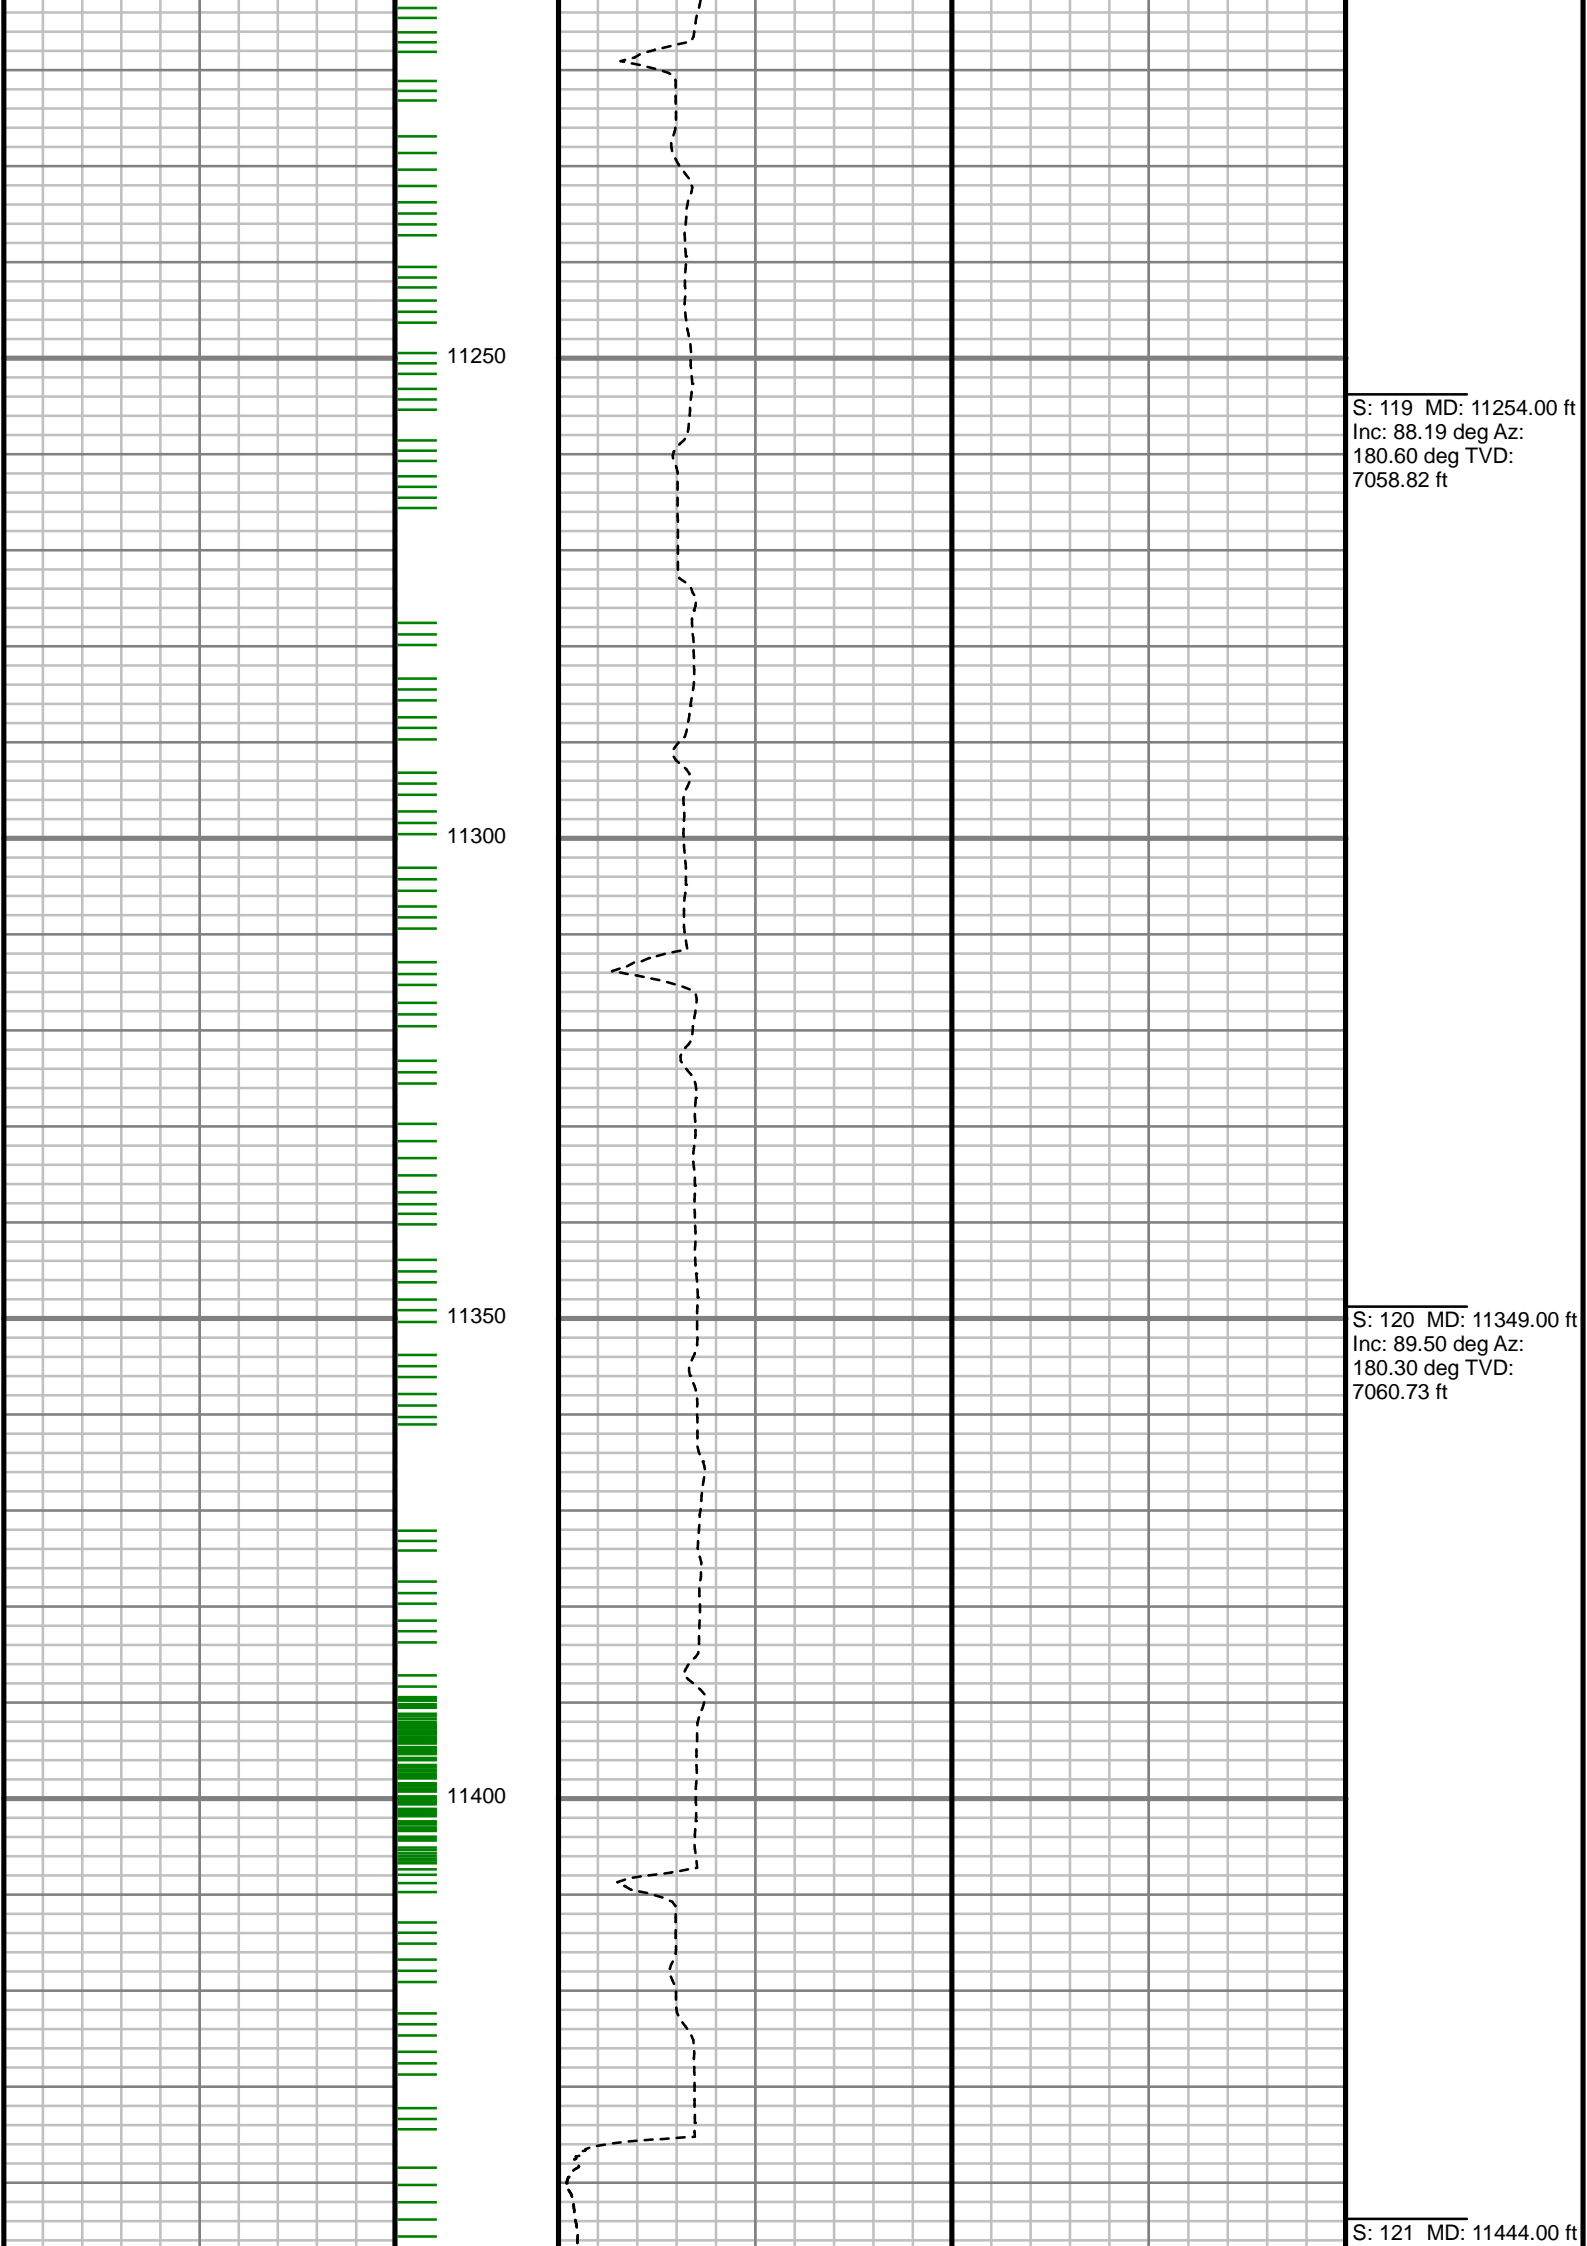 11250
S: 119 MD: 11254.00 ft
Inc: 88.19 deg Az:
180.60 deg TVD:
7058.82 ft
11300
11350
S: 120 MD: 11349.00 ft
Inc: 89.50 deg Az:
180.30 deg TVD:
7060.73 ft
11400
S: 121 MD: 11444.00 ft